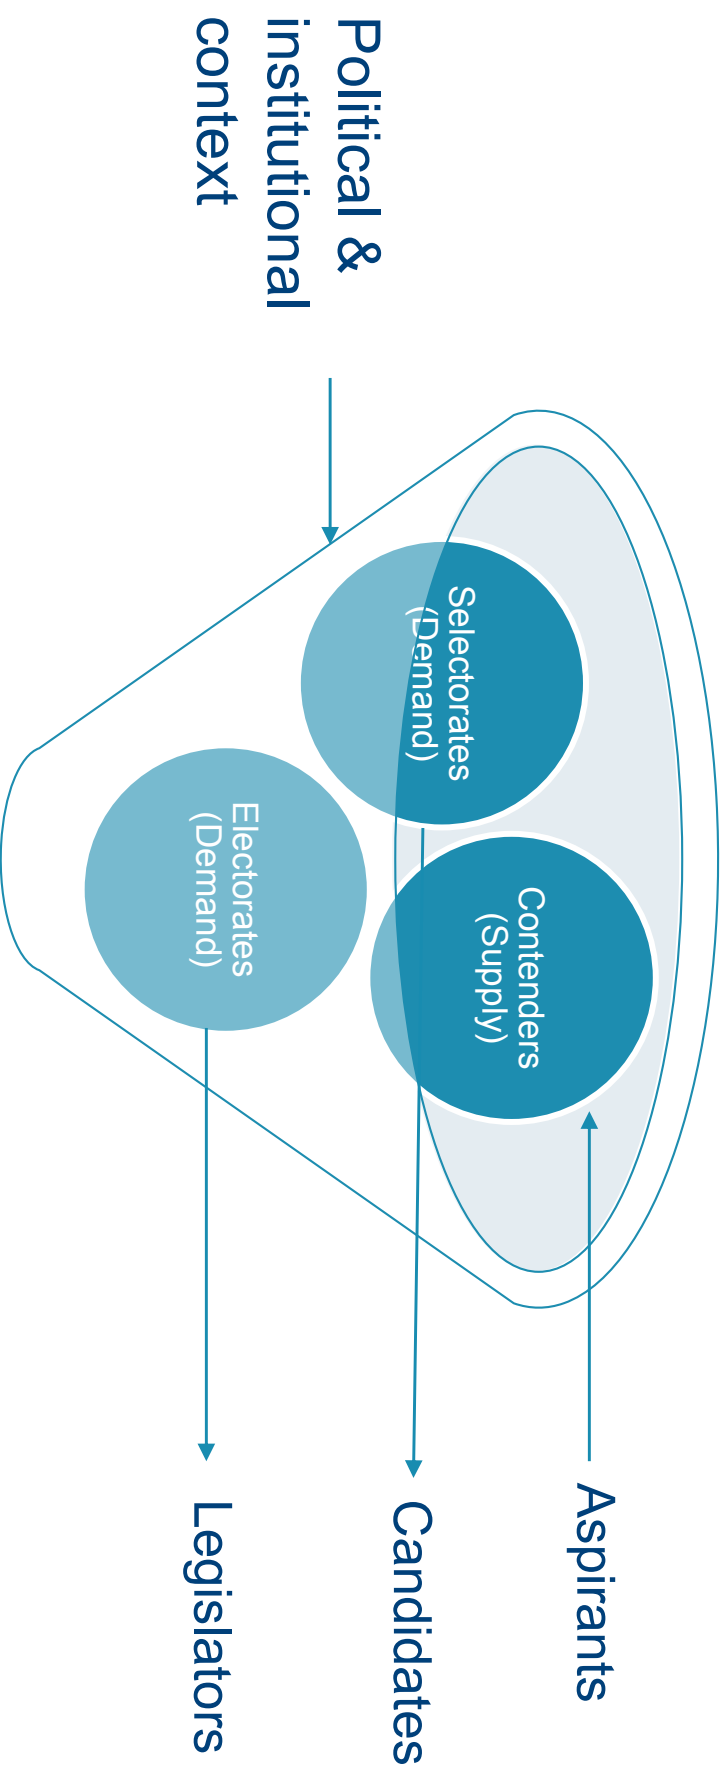 Political &
institutional
context
Selectorates
(Demand)
Contenders
(Supply)
Electorates
(Demand)
Aspirants
Candidates
Legislators